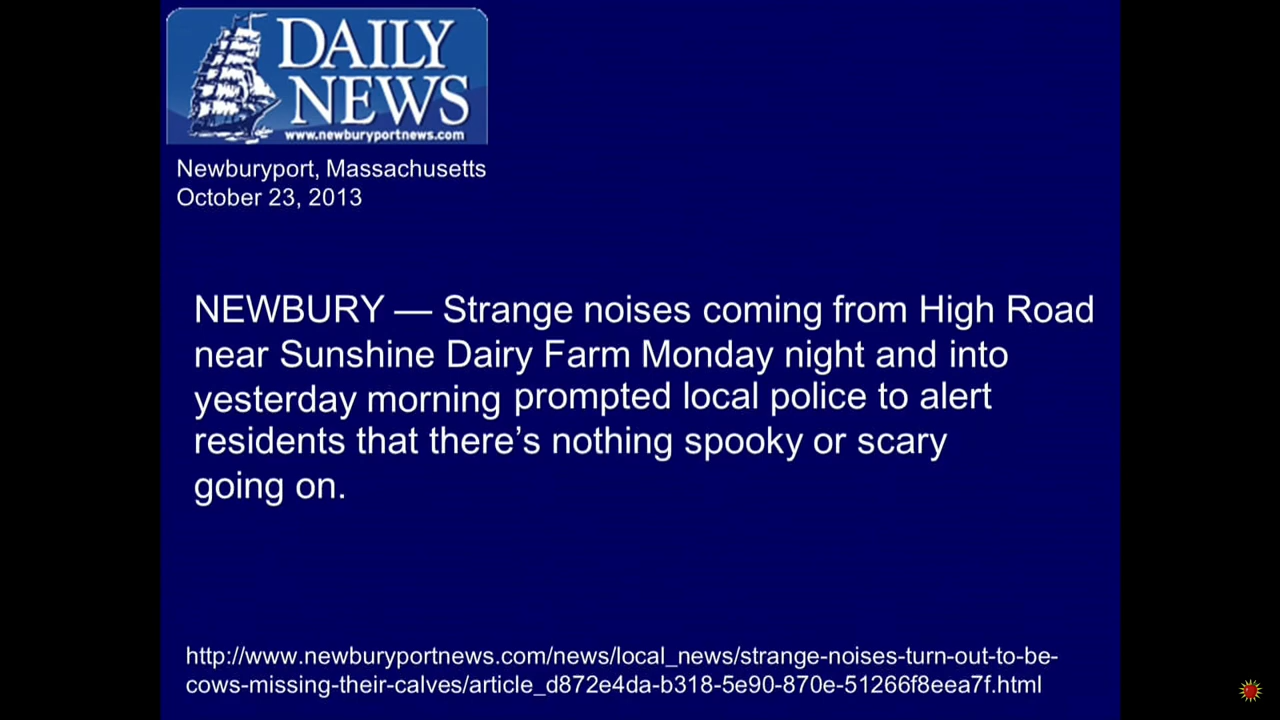 DAILY
NEWS
www.newburyportnews.com
Newburyport, Massachusetts
October 23, 2013
NEWBURY — Strange noises coming from High Road
near Sunshine Dairy Farm Monday night and into
yesterday morning prompted local police to alert
residents that there’s nothing spooky or scary
going on.
http://www.newburyportnews.com/news/local_news/strange-noises-turn-out-to-be-
cows-missing-their-calves/article_d872e4da-b318-5e90-870e-51266f8eea7f.html